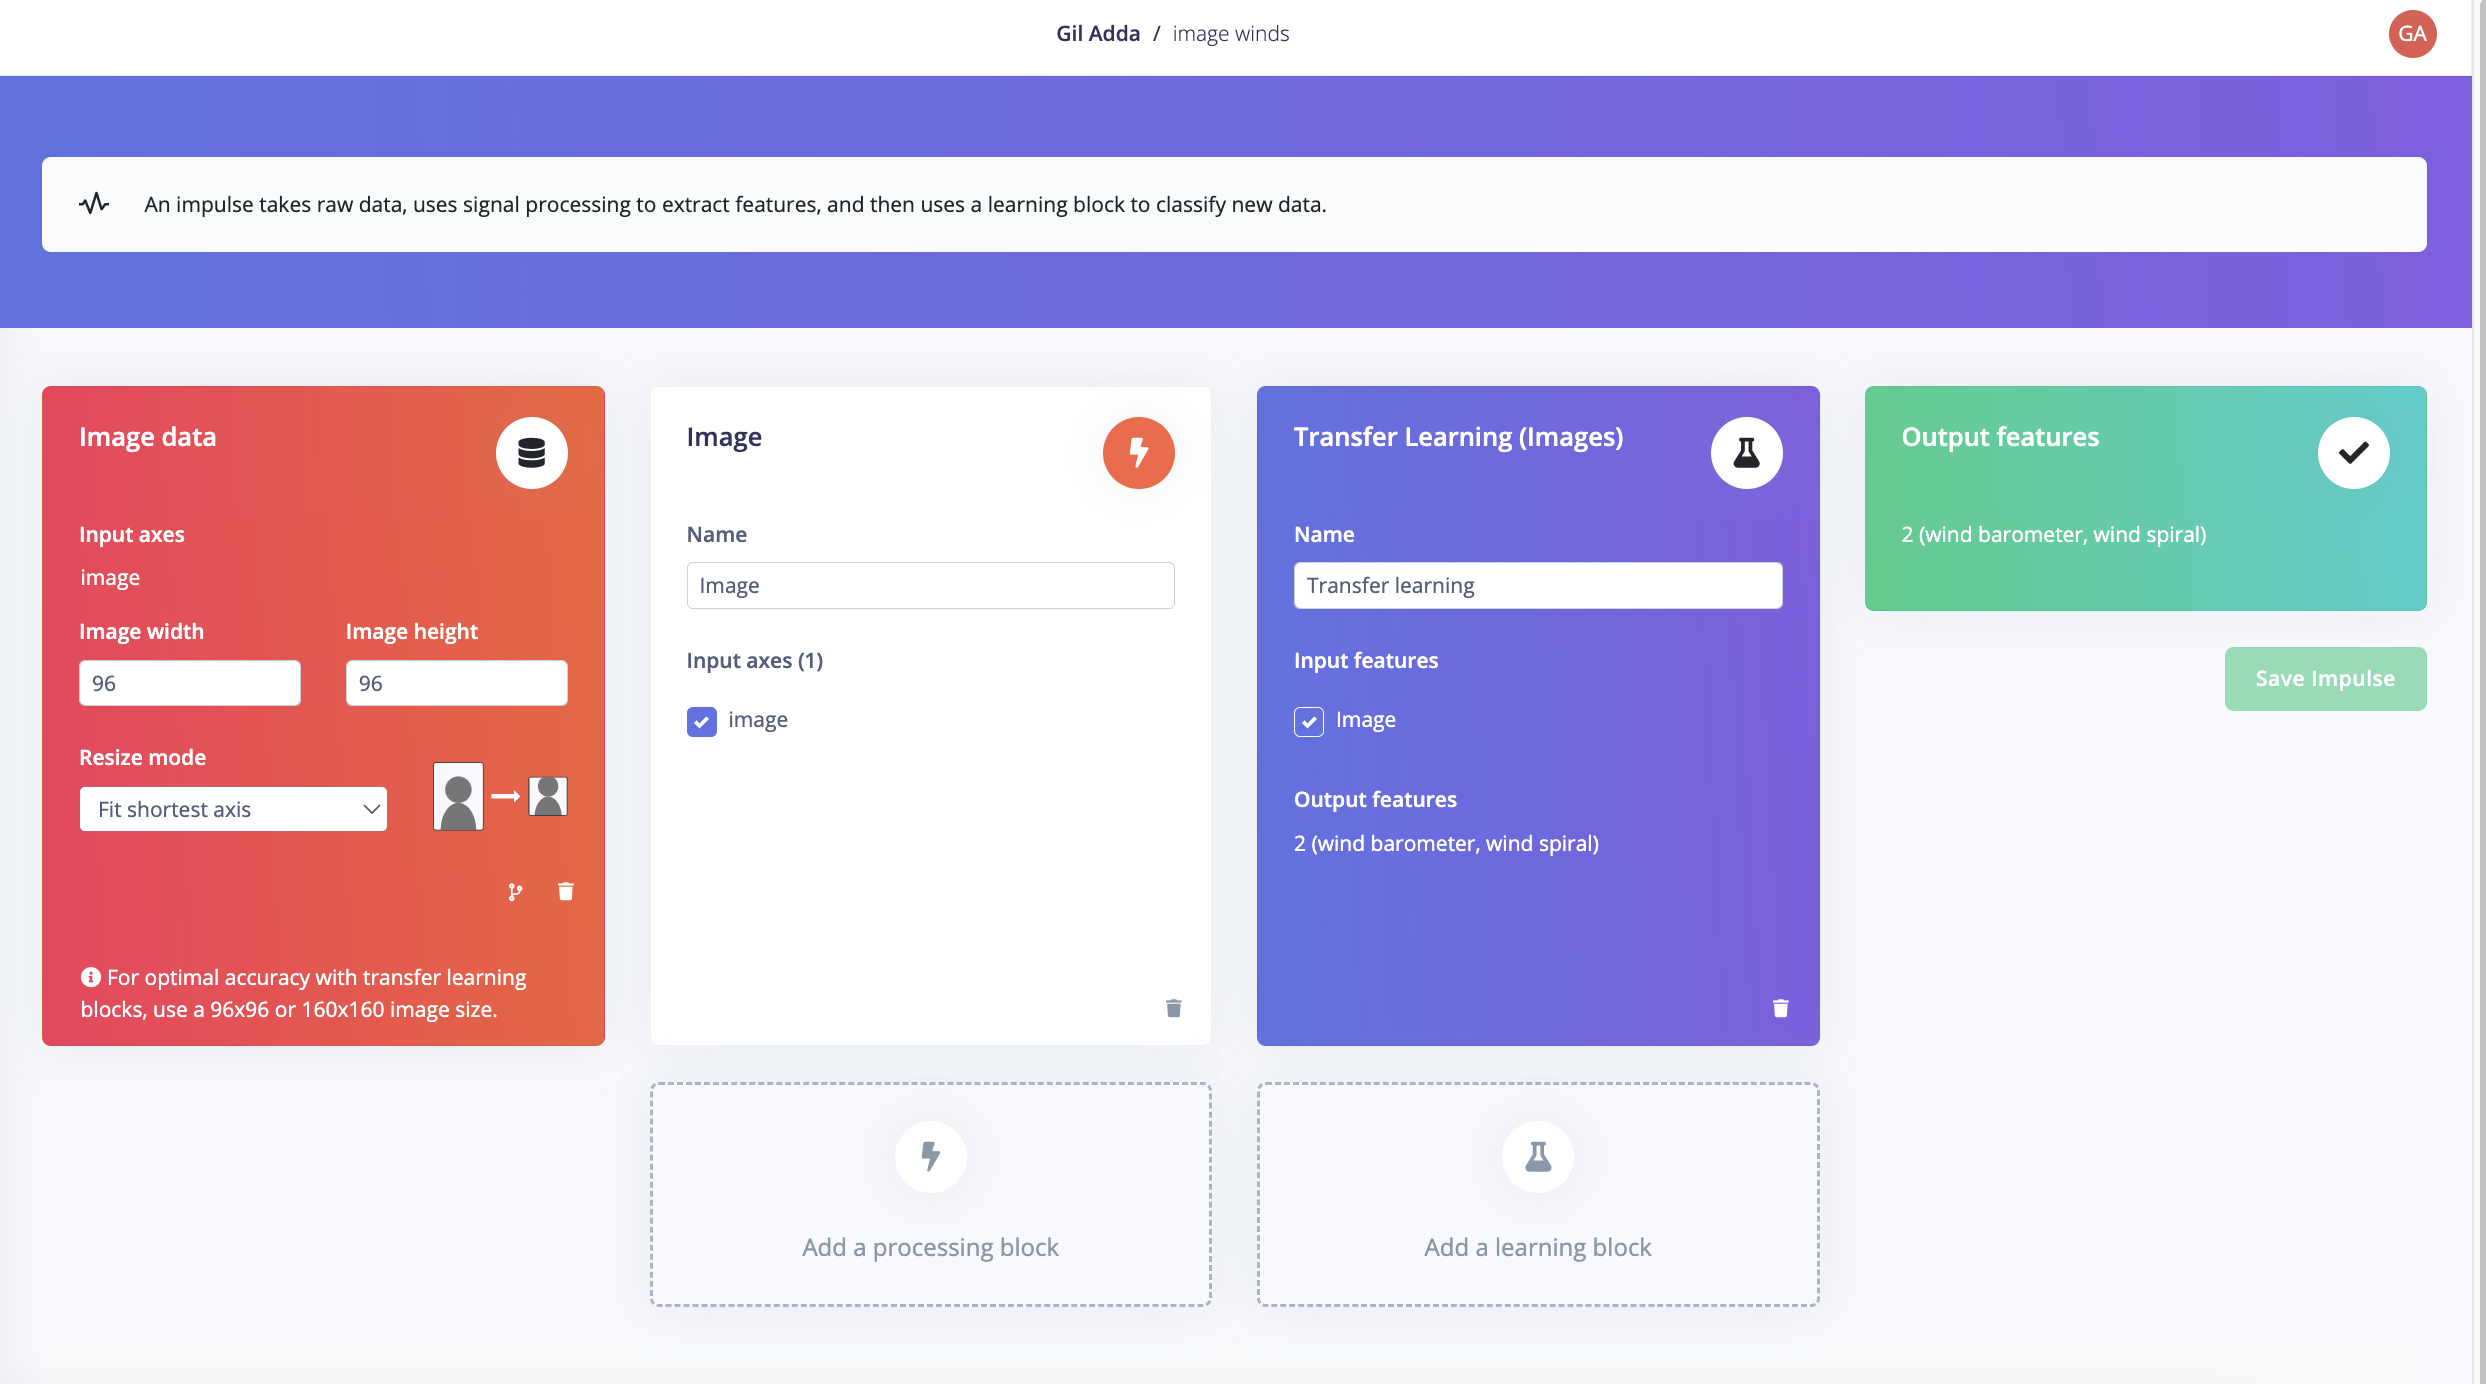 Gil Adda / image winds
GA
An impulse takes raw data, uses signal processing to extract features, and then uses a learning block to classify new data.
Image data
Input axes
image
Image width
Image height
96
96
Resize mode
Fit shortest axis
For optimal accuracy with transfer learning
blocks, use a 96x96 or 160x160 image size.
Image
Name
Image
Input axes (1)
image
Transfer Learning (Images)
Name
Transfer learning
Input features
Image
Output features
2 (wind barometer, wind spiral)
Output features
2 (wind barometer, wind spiral)
Save Impulse
Add a processing block
Add a learning block